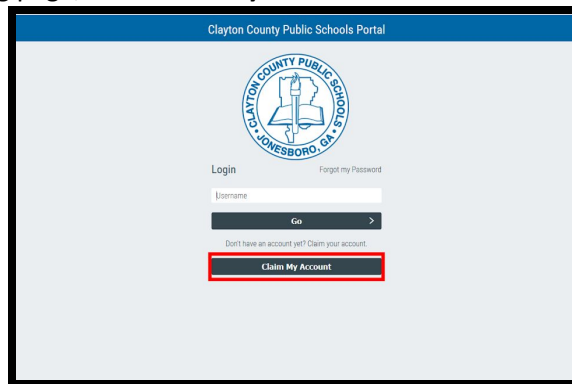 Clayton County Public Schools Portal
CLAYTON COUNTY PUBLIC SCHOOLS
JONESBORO, GA.
Login
Forgot my Password
Username
Go >
Don't have an account yet? Claim your account.
Claim My Account